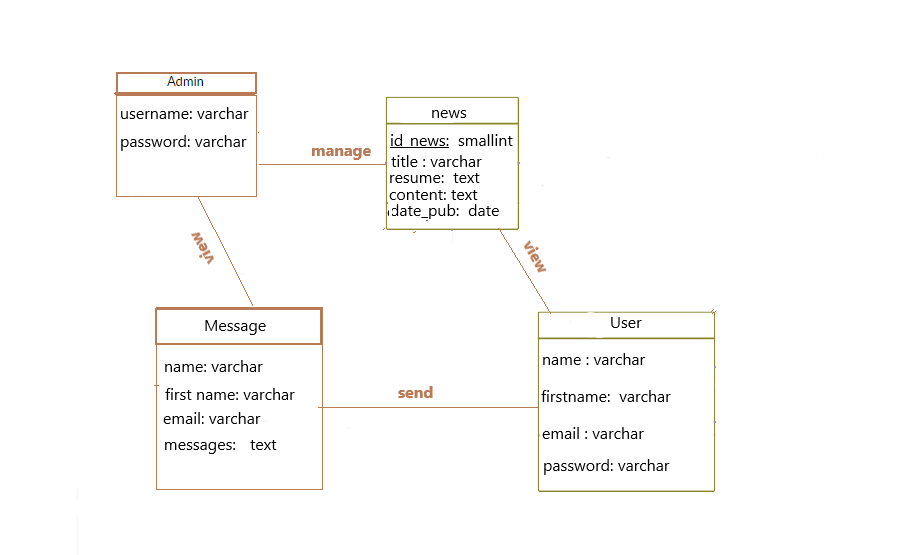 Admin
username: varchar
password: varchar
manage
news
id_news: smallint
title : varchar
resume: text
content: text
date_pub: date
view
view
Message
name: varchar
first name: varchar
email: varchar
messages: text
send
User
name : varchar
firstname: varchar
email : varchar
password: varchar